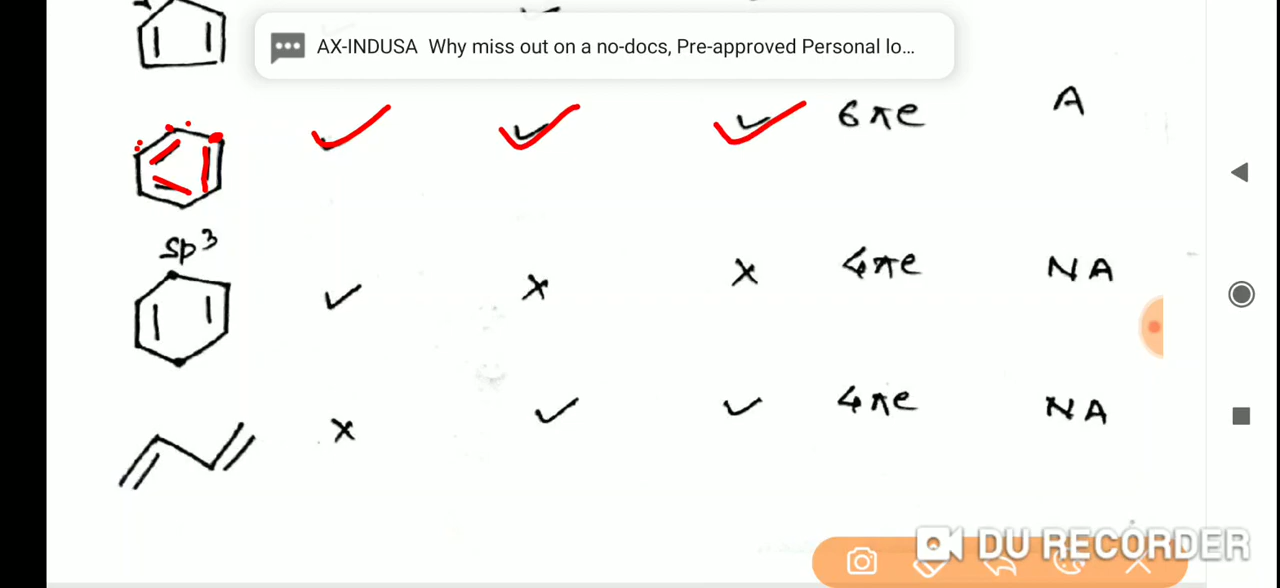 AX-INDUSA Why miss out on a no-docs, Pre-approved Personal lo...
6πe A
sp3
4πe NA
4πe NA
DU RECORDER